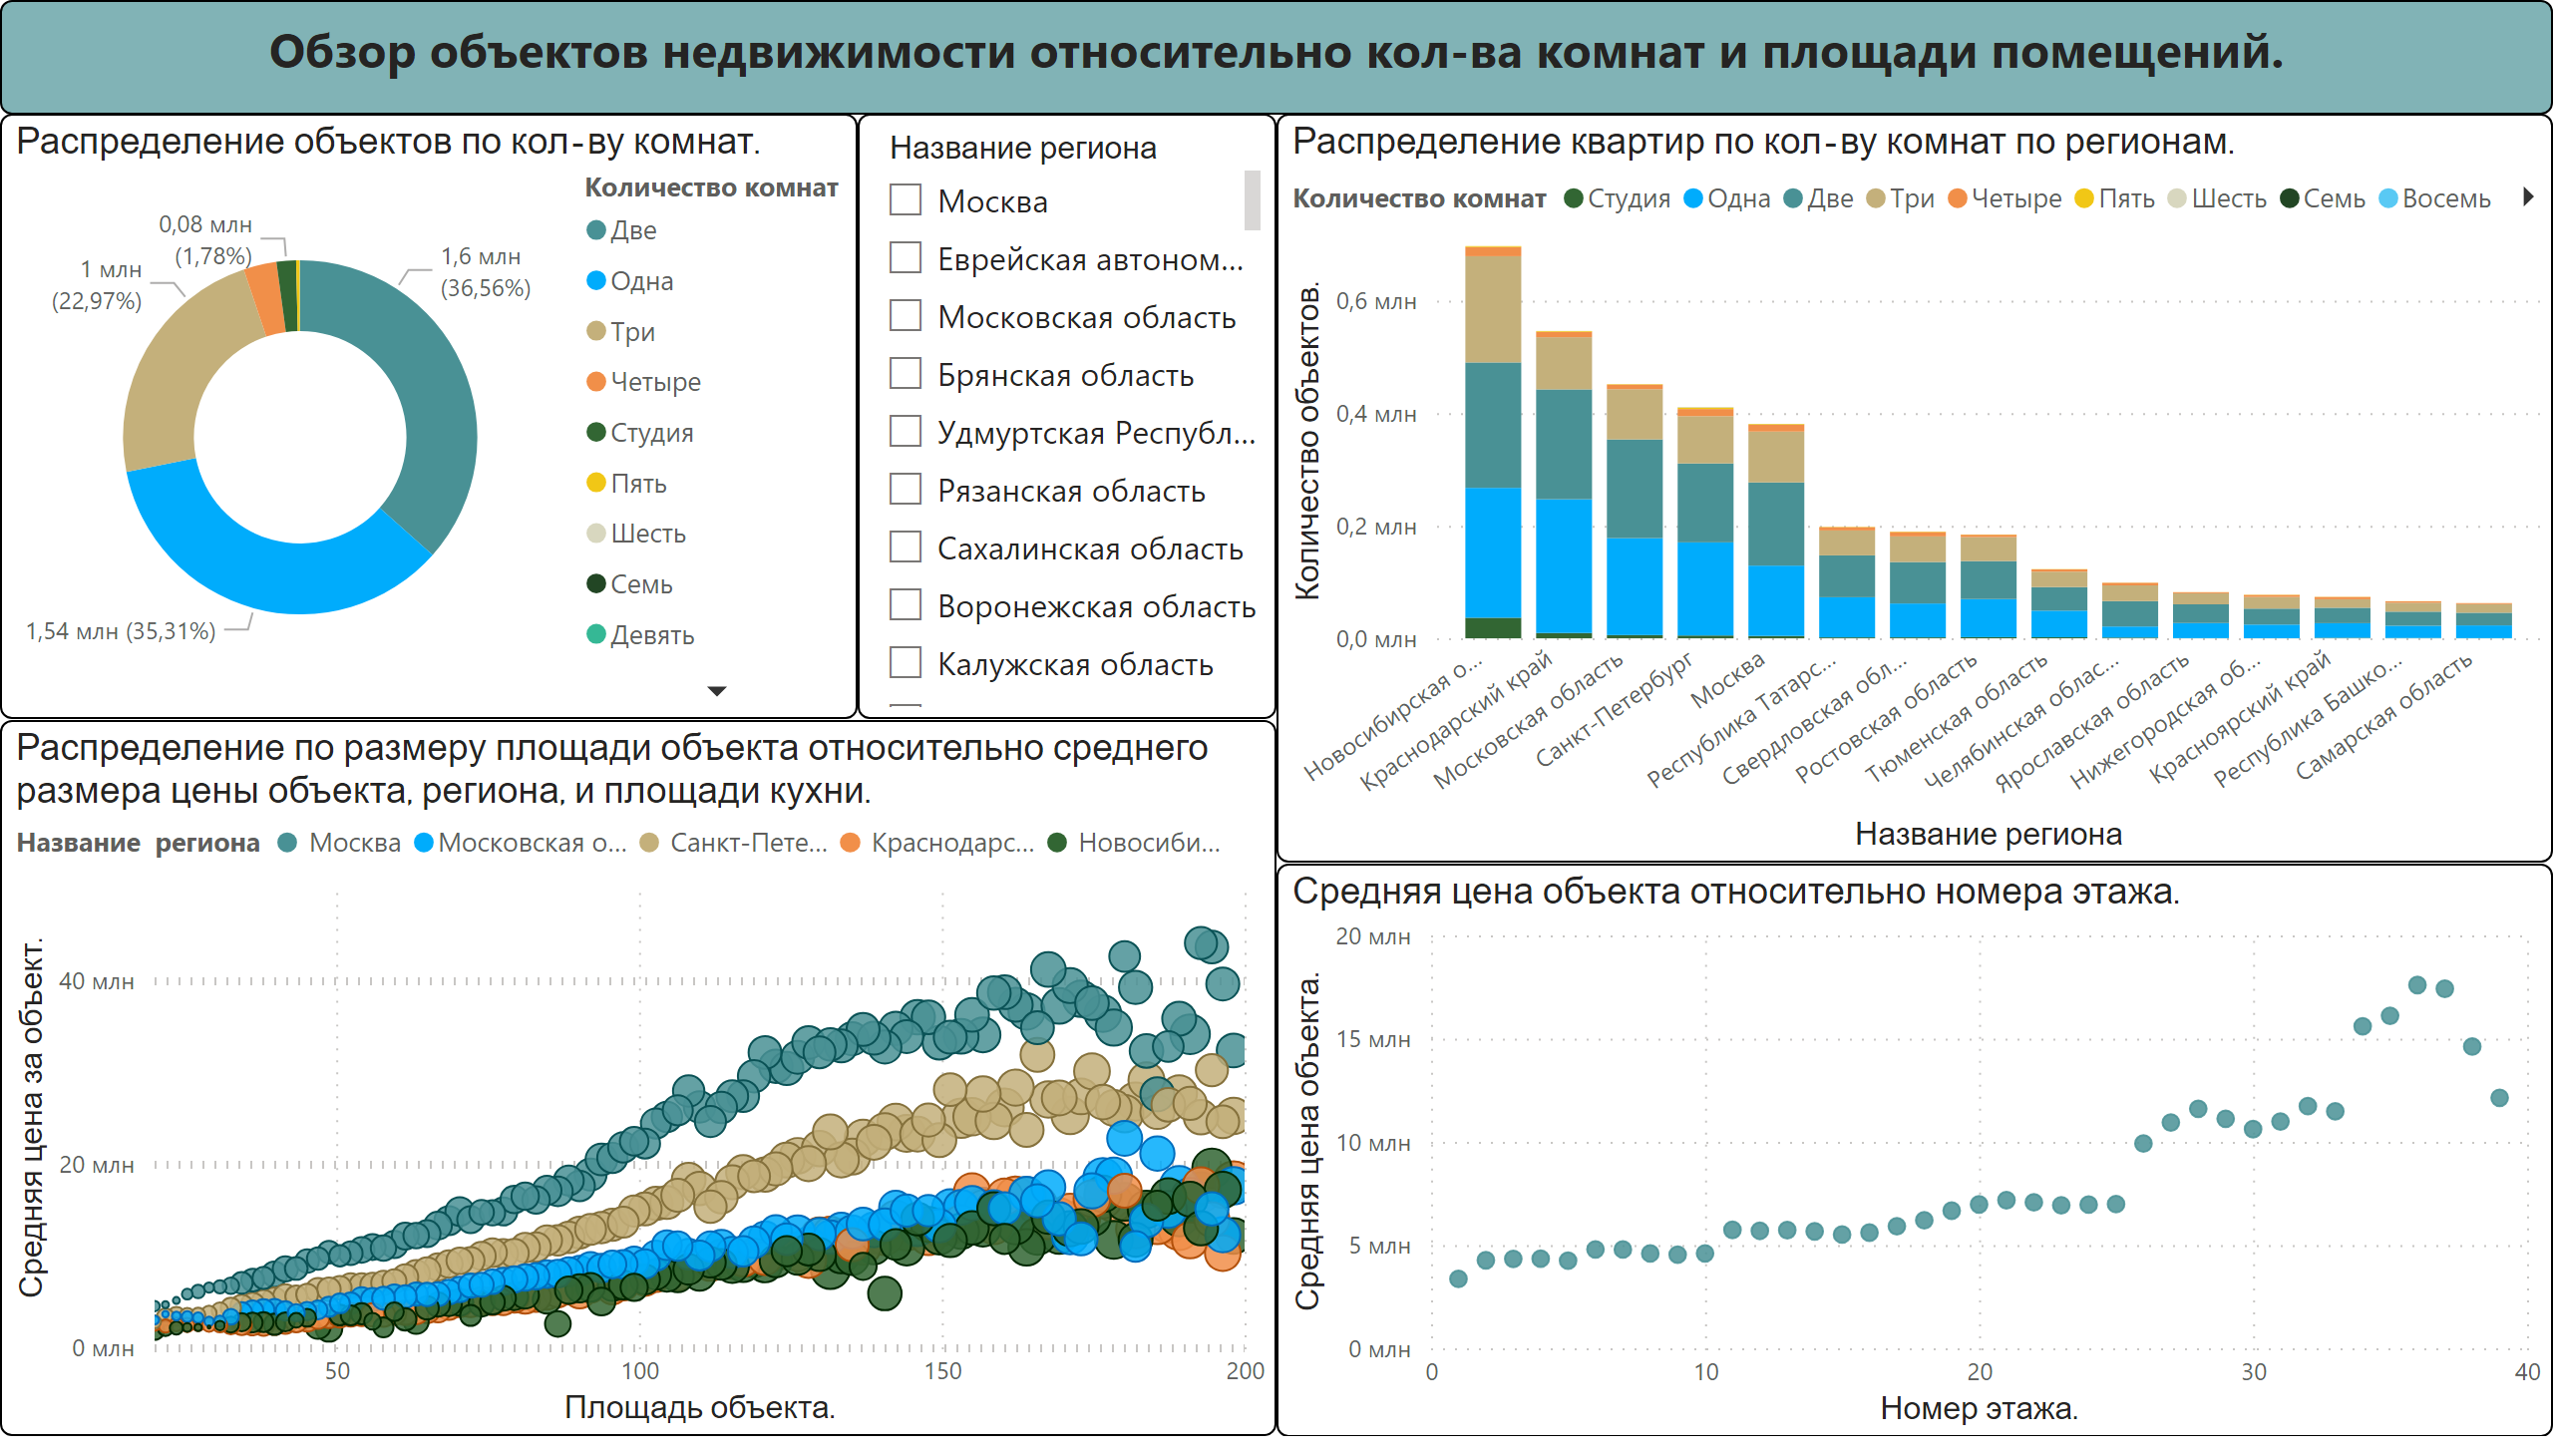 Обзор объектов недвижимости относительно кол-ва комнат и площади помещений.
Распределение объектов по кол-ву комнат.
Количество комнат
Две
Одна
Три
Четыре
Студия
Пять
Шесть
Семь
Девять
0,08 млн
(1,78%)
1 млн
(22,97%)
1,6 млн
(36,56%)
1,54 млн (35,31%)
Название региона
Москва
Еврейская автоном...
Московская область
Брянская область
Удмуртская Республ...
Рязанская область
Сахалинская область
Воронежская область
Калужская область
Распределение квартир по кол-ву комнат по регионам.
Количество комнат Студия Одна Две Три Четыре Пять Шесть Семь Восемь
Количество объектов.
0,6 млн
0,4 млн
0,2 млн
0,0 млн
Новосибирская о...
Краснодарский край
Московская область
Санкт-Петербург
Москва
Республика Татарс...
Свердловская обл...
Ростовская область
Тюменская область
Челябинская облас...
Ярославская область
Нижегородская об...
Красноярский край
Республика Башко...
Самарская область
Название региона
Распределение по размеру площади объекта относительно среднего
размера цены объекта, региона, и площади кухни.
Название региона Москва Московская о... Санкт-Пете... Краснодарс... Новосиби...
Средняя цена за объект.
40 млн
20 млн
0 млн
50 100 150 200
Площадь объекта.
Средняя цена объекта относительно номера этажа.
Средняя цена объекта.
20 млн
15 млн
10 млн
5 млн
0 млн
0 10 20 30 40
Номер этажа.